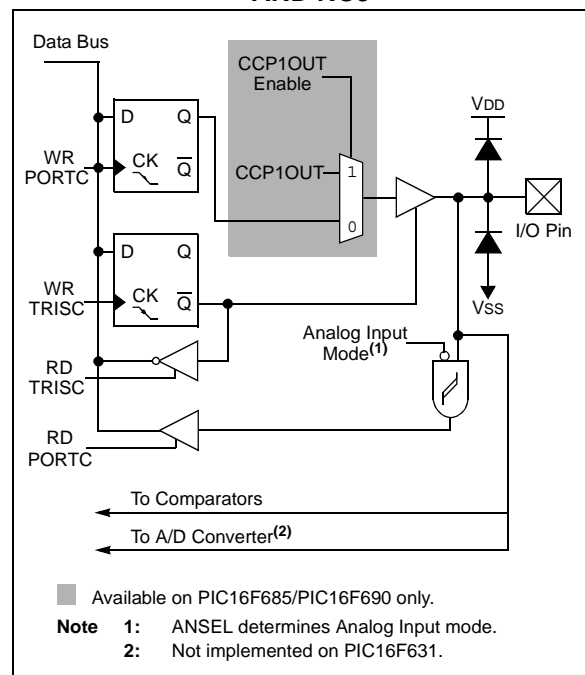 AND RC3
Data Bus
CCP1OUT
Enable
VDD
D Q
WR
PORTC
CK Q
CCP1OUT
1
0
I/O Pin
D Q
WR
TRISC
CK Q
VSS
Analog Input
Mode(1)
RD
TRISC
RD
PORTC
To Comparators
To A/D Converter(2)
Available on PIC16F685/PIC16F690 only.
Note 1: ANSEL determines Analog Input mode.
2: Not implemented on PIC16F631.